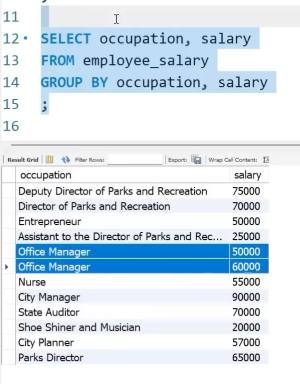 11
12 SELECT occupation, salary
13 FROM employee_salary
14 GROUP BY occupation, salary
15 ;
16
Result Grid Filter Rows: Export: Wrap Cell Content:
occupation salary
Deputy Director of Parks and Recreation 75000
Director of Parks and Recreation 70000
Entrepreneur 50000
Assistant to the Director of Parks and Rec... 25000
Office Manager 50000
Office Manager 60000
Nurse 55000
City Manager 90000
State Auditor 70000
Shoe Shiner and Musician 20000
City Planner 57000
Parks Director 65000